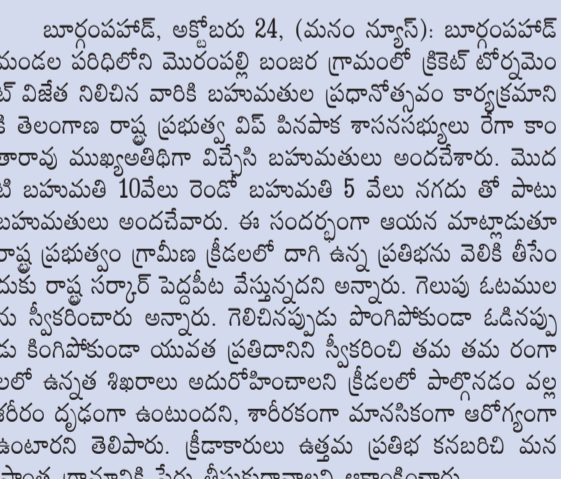 బూర్గంపహాడ్, అక్టోబరు 24, (మనం న్యూస్): బూర్గంపహాడ్
మండల పరిధిలోని మొరంపల్లి బంజర గ్రామంలో క్రికెట్ టోర్నమెం
ట్ విజేత నిలిచిన వారికి బహుమతుల ప్రధానోత్సవం కార్యక్రమాని
కి తెలంగాణ రాష్ట్ర ప్రభుత్వ విప్ పినపాక శాసనసభ్యులు రేగా కాం
తారావు ముఖ్యఅతిథిగా విచ్చేసి బహుమతులు అందచేశారు. మొద
టి బహుమతి 10వేలు రెండో బహుమతి 5 వేలు నగదు తో పాటు
బహుమతులు అందచేవారు. ఈ సందర్భంగా ఆయన మాట్లాడుతూ
రాష్ట్ర ప్రభుత్వం గ్రామీణ క్రీడలలో దాగి ఉన్న ప్రతిభను వెలికి తీసేం
దుకు రాష్ట్ర సర్కార్ పెద్దపీట వేస్తున్నదని అన్నారు. గెలుపు ఓటముల
ను స్వీకరించారు అన్నారు. గెలిచినప్పుడు పొంగిపోకుండా ఓడినప్పు
డు కింగిపోకుండా యువత ప్రతిదానిని స్వీకరించి తమ తమ రంగా
లలో ఉన్నత శిఖరాలు అదురోహించాలని క్రీడలలో పాల్గొనడం వల్ల
శరీరం దృఢంగా ఉంటుందని, శారీరకంగా మానసికంగా ఆరోగ్యంగా
ఉంటారని తెలిపారు. క్రీడాకారులు ఉత్తమ ప్రతిభ కనబరిచి మన
ప్రాంత గ్రామానికి పేరు తీసుకురావాలని ఆకాంక్షించారు.